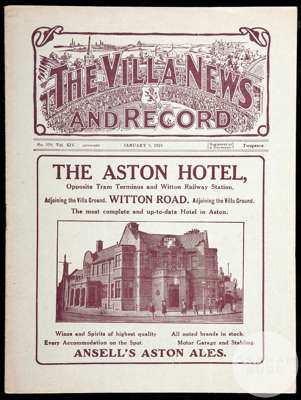 THE VILLA NEWS
AND RECORD
Vol. XIV.
JANUARY 5, 1921
Twopence
THE ASTON HOTEL,
Opposite Tram Terminus and Witton Railway Station,
Adjoining the Villa Ground. WITTON ROAD, Adjoining the Villa Ground.
The most complete and up-to-date Hotel in Aston.
Wines and Spirits of highest quality
All noted brands in stock.
Every Accommodation on the Spot.
Motor Garage and Stabling.
ANSELL'S ASTON ALES.